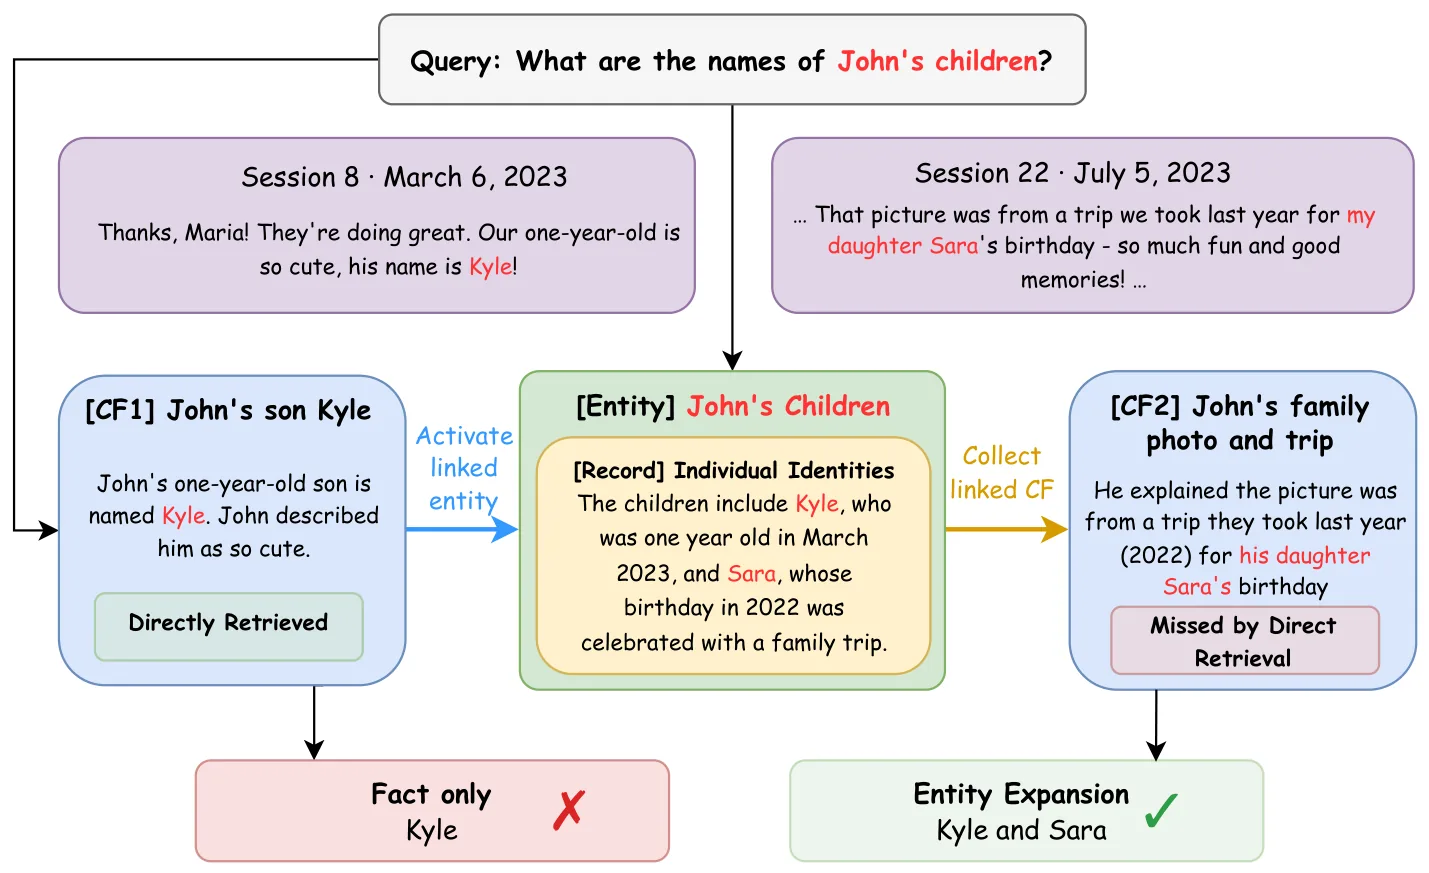 Query: What are the names of John's children?
Session 8 · March 6, 2023
Thanks, Maria! They're doing great. Our one-year-old is
so cute, his name is Kyle!
Session 22 · July 5, 2023
... That picture was from a trip we took last year for my
daughter Sara's birthday - so much fun and good
memories! ...
[CF1] John's son Kyle
John's one-year-old son is
named Kyle. John described
him as so cute.
Directly Retrieved
Activate
linked
entity
[Entity] John's Children
[Record] Individual Identities
The children include Kyle, who
was one year old in March
2023, and Sara, whose
birthday in 2022 was
celebrated with a family trip.
Collect
linked CF
[CF2] John's family
photo and trip
He explained the picture was
from a trip they took last year
(2022) for his daughter
Sara's birthday
Missed by Direct
Retrieval
Fact only
Kyle
✗
Entity Expansion
Kyle and Sara
✓